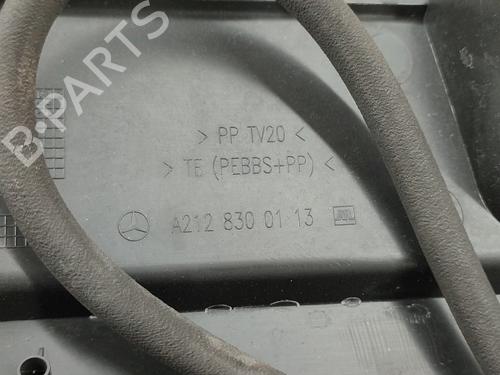 B-PARTS
> PP TV20 <
> TE (PEBBS+PP) <
A212 830 01 13